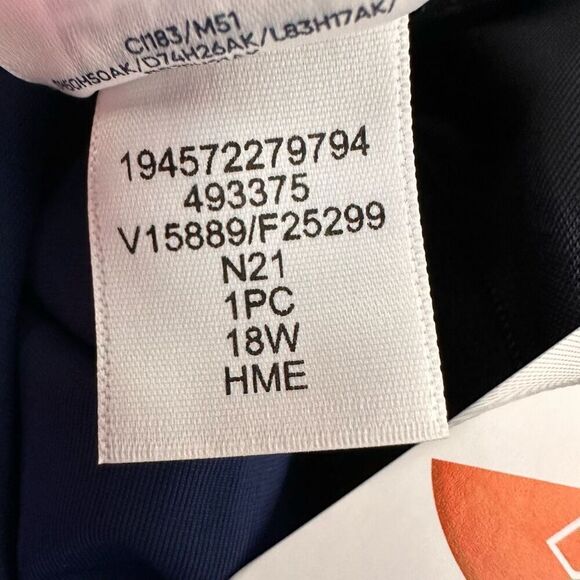 CI183/M51
D74H26AK/L83H17AK/
194572279794
493375
V15889/F25299
N21
1PC
18W
HME